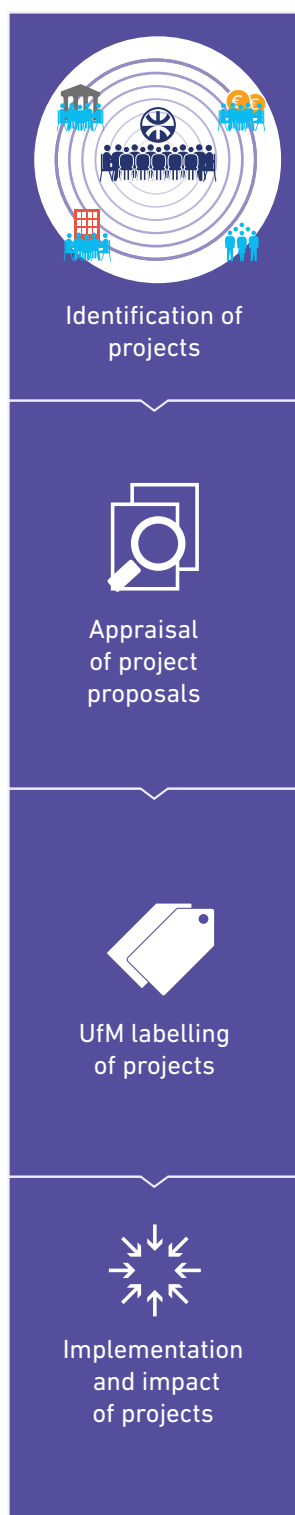 Identification of
projects
Appraisal
of project
proposals
UfM labelling
of projects
Implementation
and impact
of projects